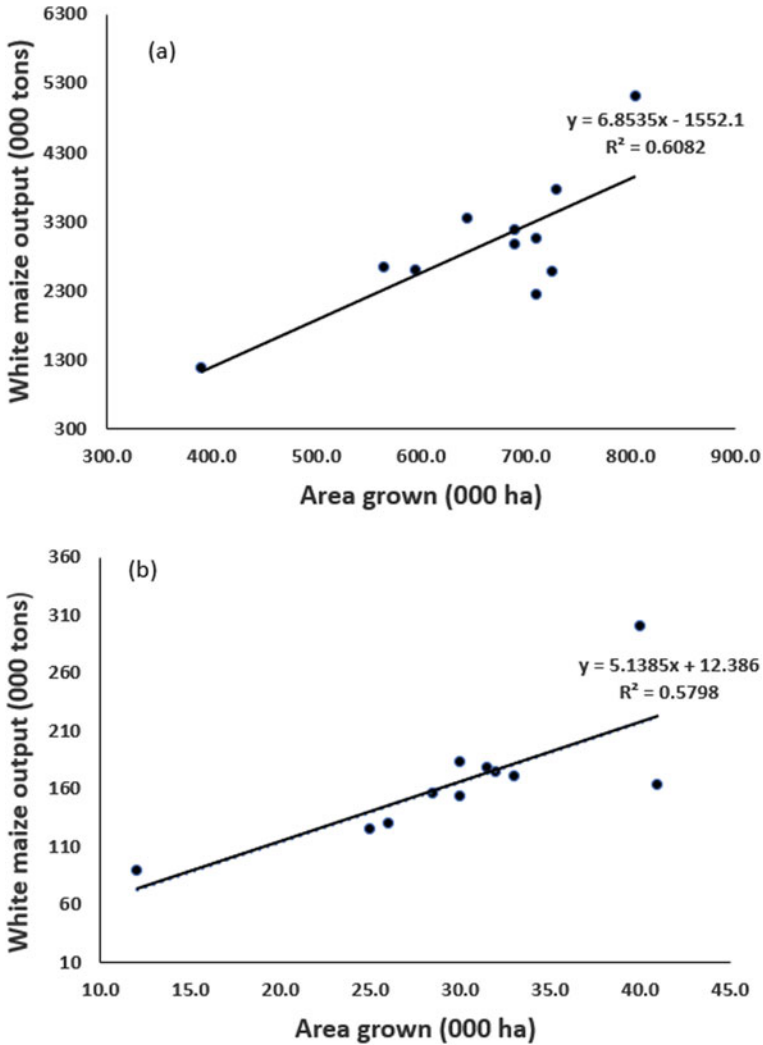 (a)
White maize output (000 tons)
6300
5300
4300
3300
2300
1300
300
y = 6.8535x - 1552.1
R² = 0.6082
300.0 400.0 500.0 600.0 700.0 800.0 900.0
Area grown (000 ha)
(b)
White maize output (000 tons)
360
310
260
210
160
110
60
10
y = 5.1385x + 12.386
R² = 0.5798
10.0 15.0 20.0 25.0 30.0 35.0 40.0 45.0
Area grown (000 ha)